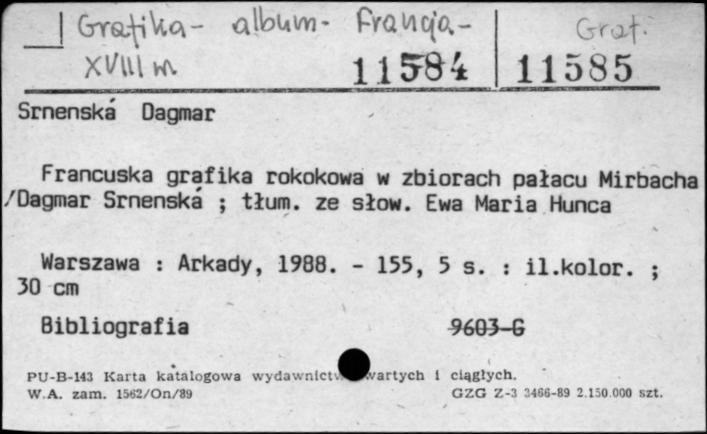 Grafika - album - Francja - Graf.
XVIII w. 11584 11585
Srnenská Dagmar
Francuska grafika rokokowa w zbiorach pałacu Mirbacha
/Dagmar Srnenská ; tłum. ze słow. Ewa Maria Hunca
Warszawa : Arkady, 1988. - 155, 5 s. : il.kolor. ;
30 cm
Bibliografia 9603-G
PU-B-143 Karta katalogowa wydawnictw wartych i ciągłych.
W.A. zam. 1562/On/89 GZG Z-3 3466-89 2.150.000 szt.